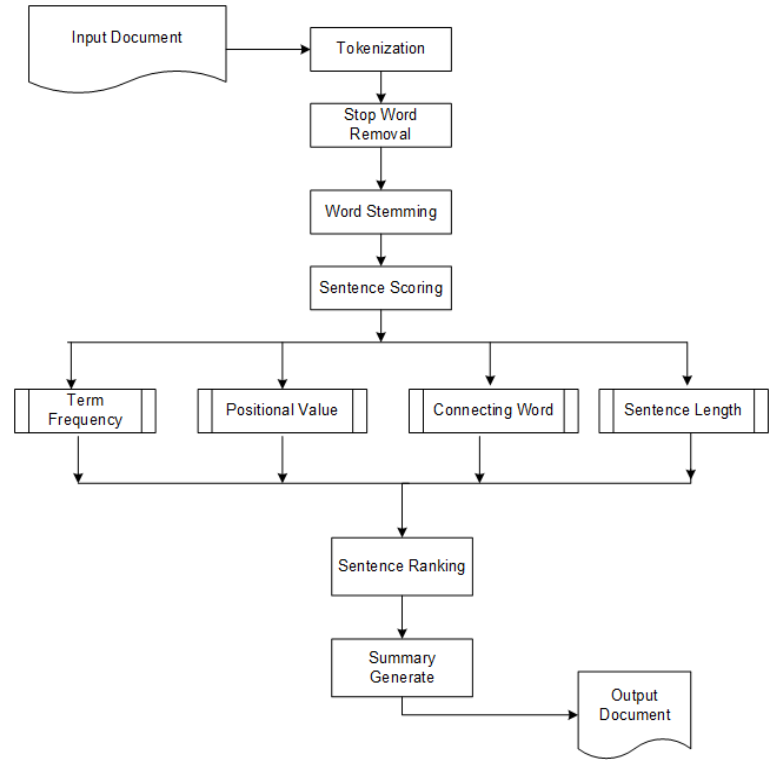 Input Document
Tokenization
Stop Word
Removal
Word Stemming
Sentence Scoring
Term
Frequency
Positional Value
Connecting Word
Sentence Length
Sentence Ranking
Summary
Generate
Output
Document